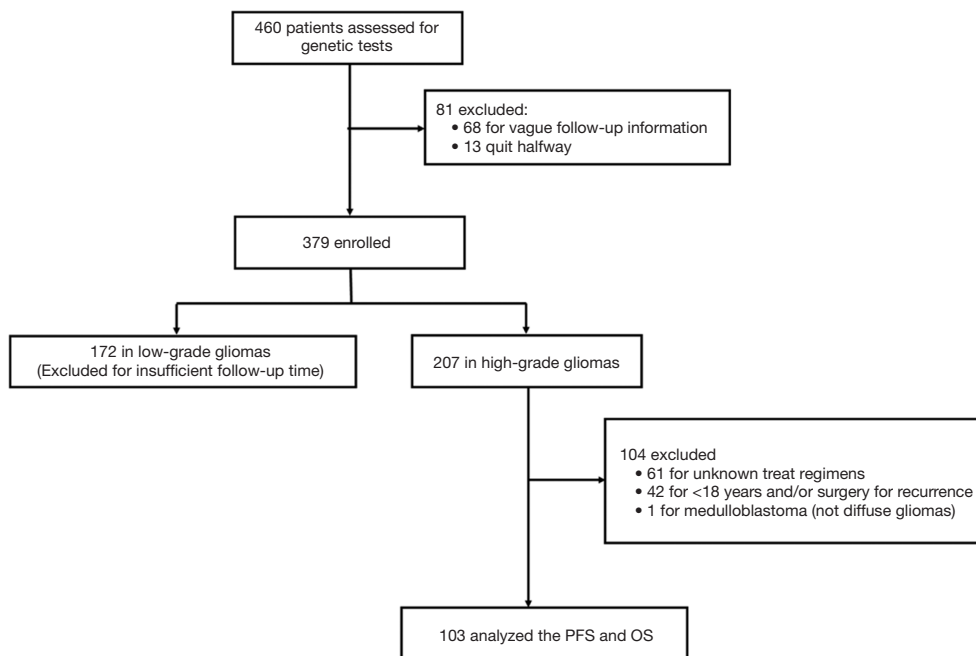 460 patients assessed for
genetic tests
81 excluded:
• 68 for vague follow-up information
• 13 quit halfway
379 enrolled
172 in low-grade gliomas
(Excluded for insufficient follow-up time)
207 in high-grade gliomas
104 excluded
• 61 for unknown treat regimens
• 42 for <18 years and/or surgery for recurrence
• 1 for medulloblastoma (not diffuse gliomas)
103 analyzed the PFS and OS